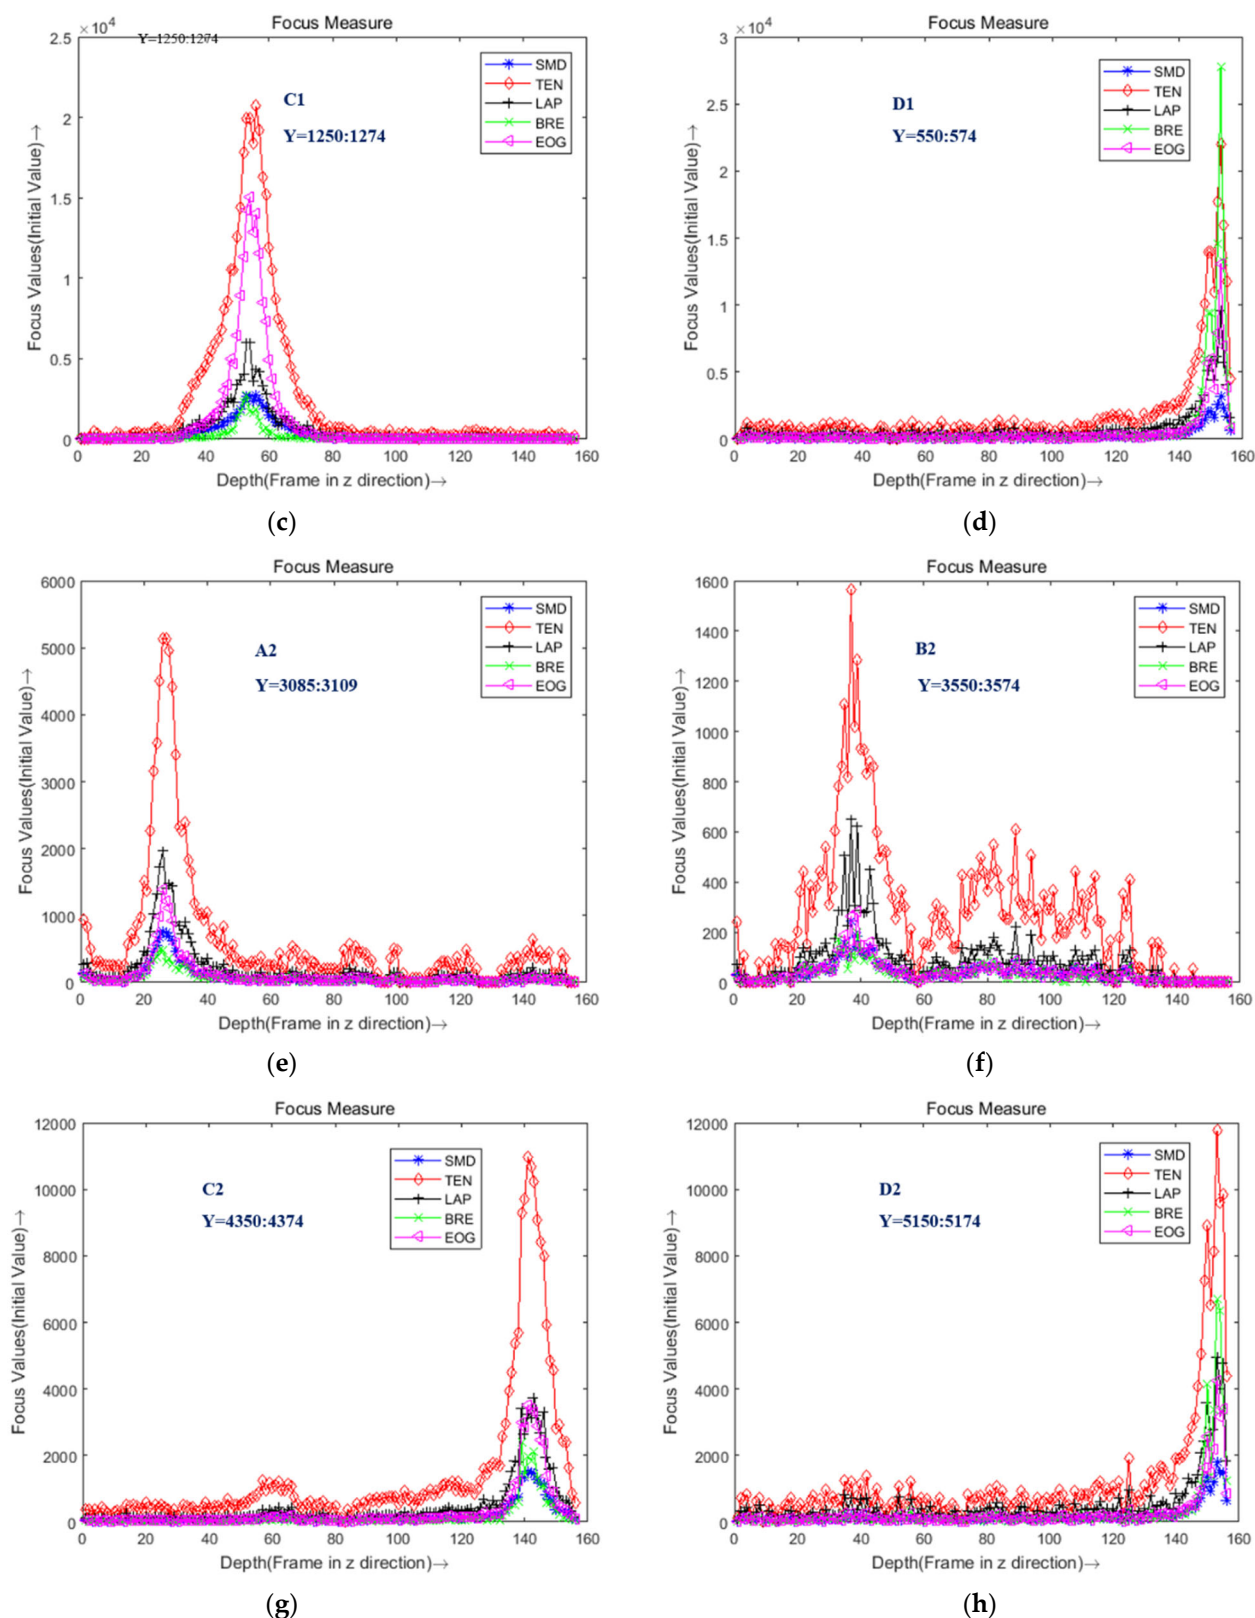 Focus Measure
×10⁴
Y=1250:1274
2.5
2
1.5
1
0.5
0
Focus Values(Initial Value)→
SMD
TEN
LAP
BRE
EOG
C1
Y=1250:1274
0 20 40 60 80 100 120 140 160
Depth(Frame in z direction)→
(c)
Focus Measure
×10⁴
3
2.5
2
1.5
1
0.5
0
Focus Values(Initial Value)→
SMD
TEN
LAP
BRE
EOG
D1
Y=550:574
0 20 40 60 80 100 120 140 160
Depth(Frame in z direction)→
(d)
Focus Measure
6000
5000
4000
3000
2000
1000
0
Focus Values(Initial Value)→
SMD
TEN
LAP
BRE
EOG
A2
Y=3085:3109
0 20 40 60 80 100 120 140 160
Depth(Frame in z direction)→
(e)
Focus Measure
1600
1400
1200
1000
800
600
400
200
0
Focus Values(Initial Value)→
SMD
TEN
LAP
BRE
EOG
B2
Y=3550:3574
0 20 40 60 80 100 120 140 160
Depth(Frame in z direction)→
(f)
Focus Measure
12000
10000
8000
6000
4000
2000
0
Focus Values(Initial Value)→
SMD
TEN
LAP
BRE
EOG
C2
Y=4350:4374
0 20 40 60 80 100 120 140 160
Depth(Frame in z direction)→
(g)
Focus Measure
12000
10000
8000
6000
4000
2000
0
Focus Values(Initial Value)→
SMD
TEN
LAP
BRE
EOG
D2
Y=5150:5174
0 20 40 60 80 100 120 140 160
Depth(Frame in z direction)→
(h)